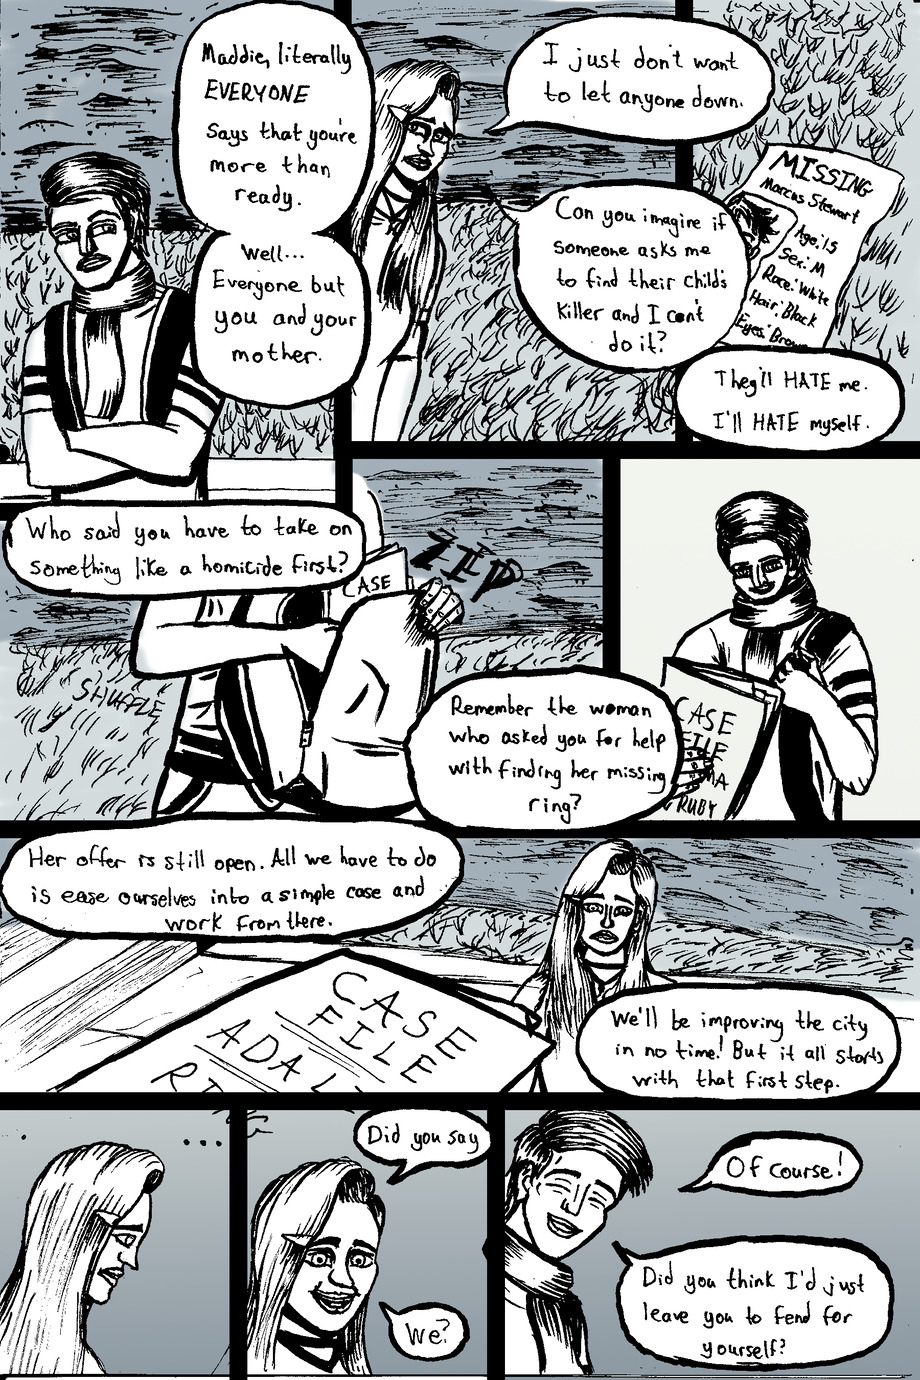 Maddie, literally
EVERYONE
Says that you're
more than
ready.
Well...
Everyone but
you and your
mother.
I just don't want
to let anyone down.
Can you imagine if
someone asks me
to find their child's
killer and I can't
do it?
MISSING
Marcus Stewart
Age: 15
Sex: M
Race: White
Hair: Black
Eyes: Brow
They'll HATE me.
I'll HATE myself.
Who said you have to take on
something like a homicide first?
CASE
ZIP
SHUFFLE
Remember the woman
who asked you for help
with finding her missing
ring?
CASE
FILE
MA
RUBY
Her offer is still open. All we have to do
is ease ourselves into a simple case and
work from there.
CASE
FILE
ADAL
RI
We'll be improving the city
in no time! But it all starts
with that first step.
....
Did you say
We?
Of course!
Did you think I'd just
leave you to fend for
yourself?